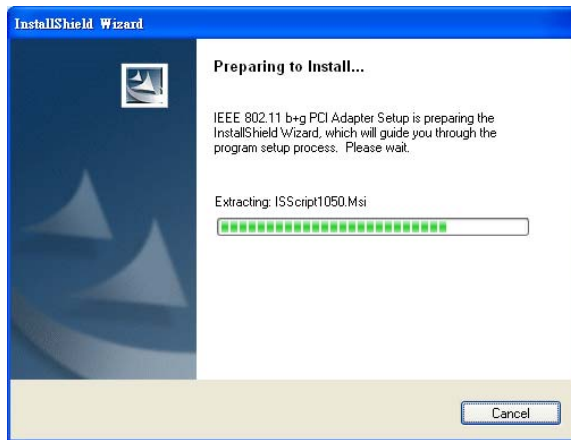 InstallShield Wizard
Preparing to Install...
IEEE 802.11 b+g PCI Adapter Setup is preparing the
InstallShield Wizard, which will guide you through the
program setup process. Please wait.
Extracting: ISScript1050.Msi
Cancel